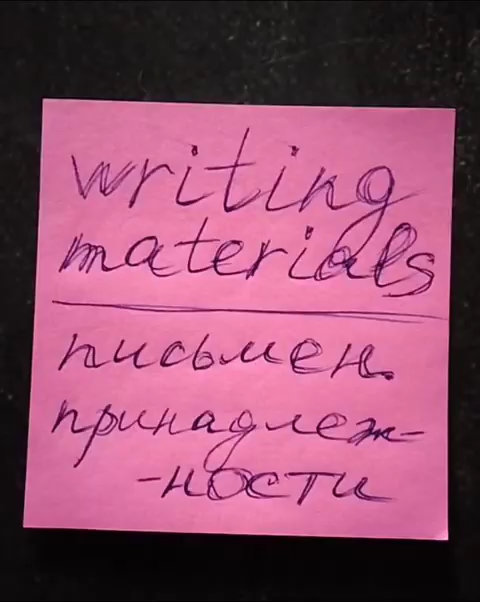 writing
materials
письмен.
принадлеж-
-ности